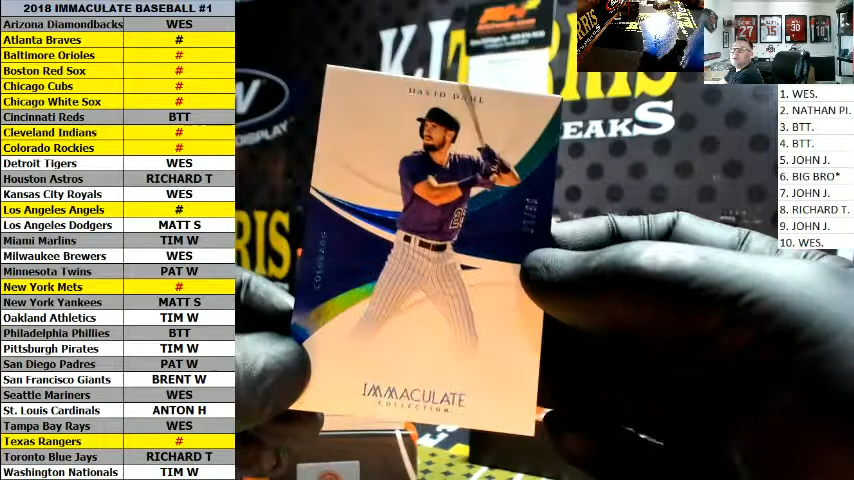 2018 IMMACULATE BASEBALL #1
Arizona Diamondbacks WES
Atlanta Braves #
Baltimore Orioles #
Boston Red Sox #
Chicago Cubs #
Chicago White Sox #
Cincinnati Reds BTT
Cleveland Indians #
Colorado Rockies #
Detroit Tigers WES
Houston Astros RICHARD T
Kansas City Royals WES
Los Angeles Angels #
Los Angeles Dodgers MATT S
Miami Marlins TIM W
Milwaukee Brewers WES
Minnesota Twins PAT W
New York Mets #
New York Yankees MATT S
Oakland Athletics TIM W
Philadelphia Phillies BTT
Pittsburgh Pirates TIM W
San Diego Padres PAT W
San Francisco Giants BRENT W
Seattle Mariners WES
St. Louis Cardinals ANTON H
Tampa Bay Rays WES
Texas Rangers #
Toronto Blue Jays RICHARD T
Washington Nationals TIM W
DAVID DAHL
COLORADO
IMMACULATE
COLLECTION
DISPLAY
RIS
EAKS
1. WES.
2. NATHAN PI.
3. BTT.
4. BTT.
5. JOHN J.
6. BIG BRO*
7. JOHN J.
8. RICHARD T.
9. JOHN J.
10. WES.